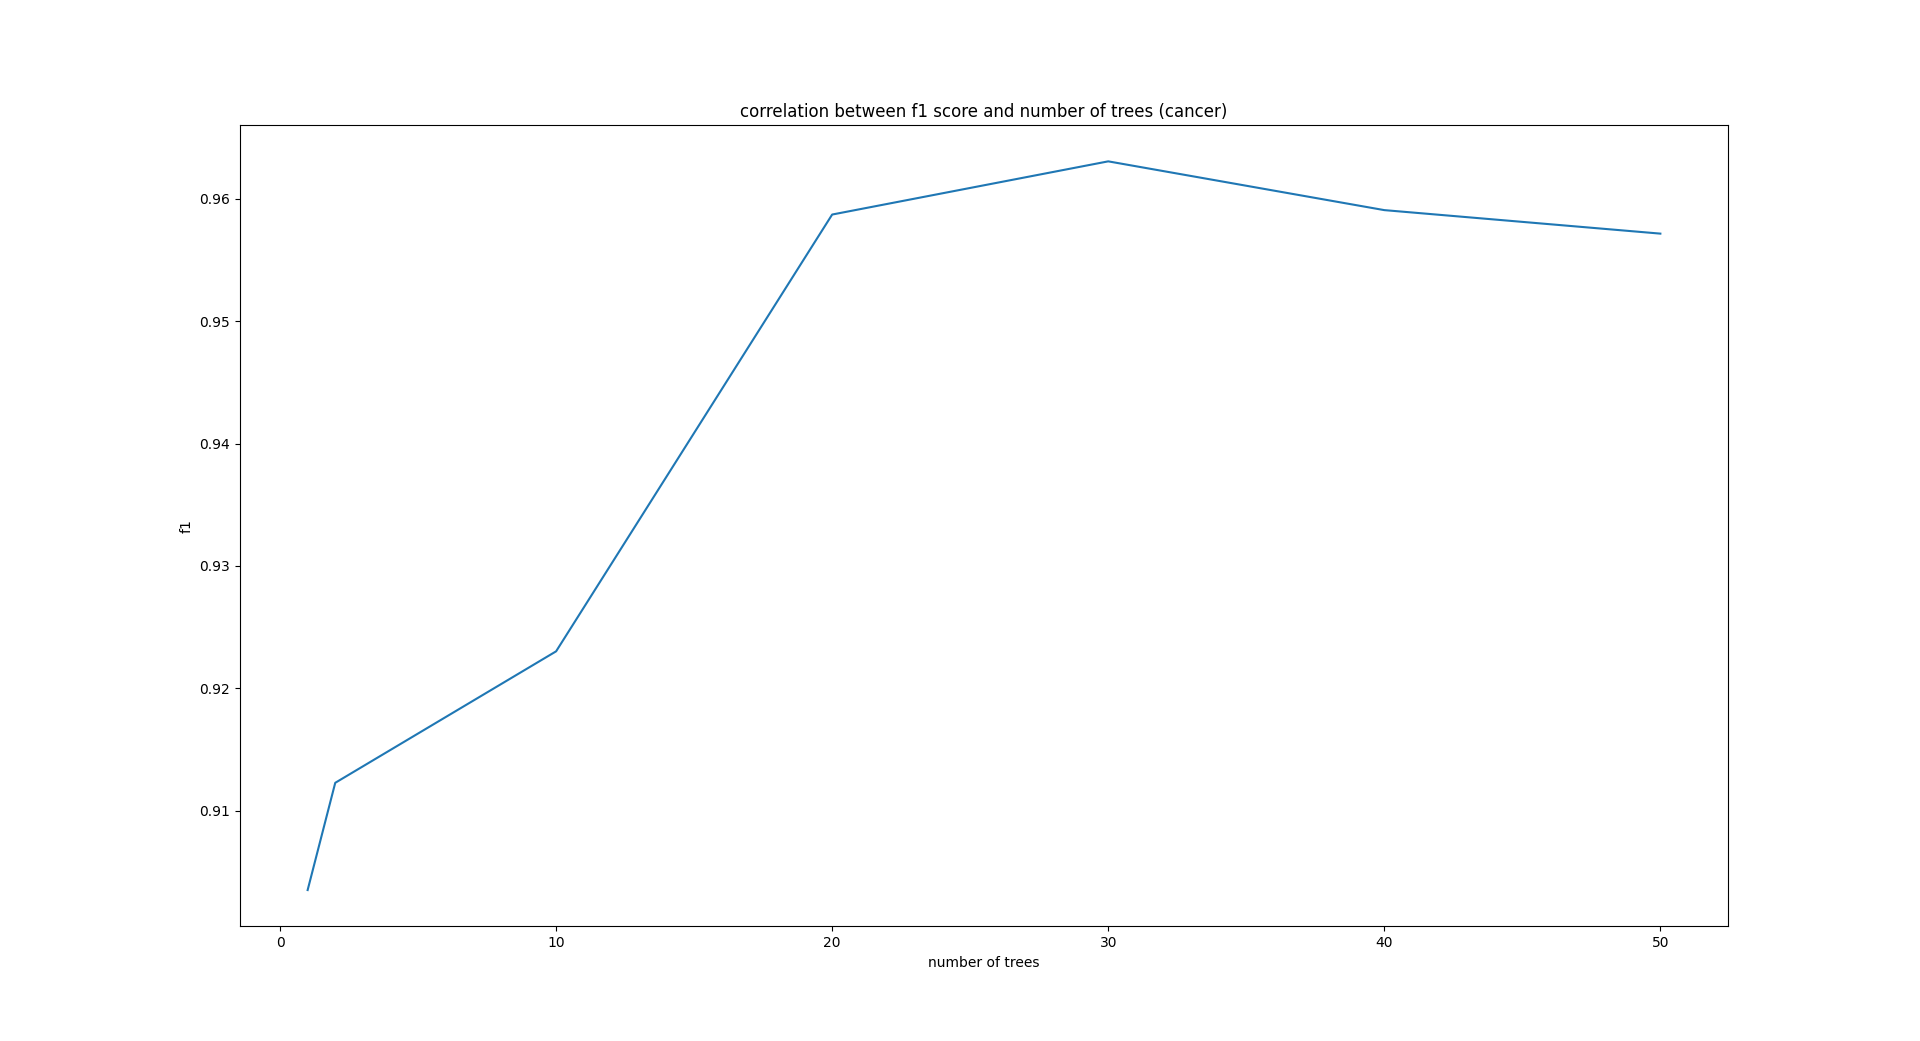 correlation between f1 score and number of trees (cancer)
0.96
0.95
0.94
0.93
0.92
0.91
f1
0 10 20 30 40 50
number of trees